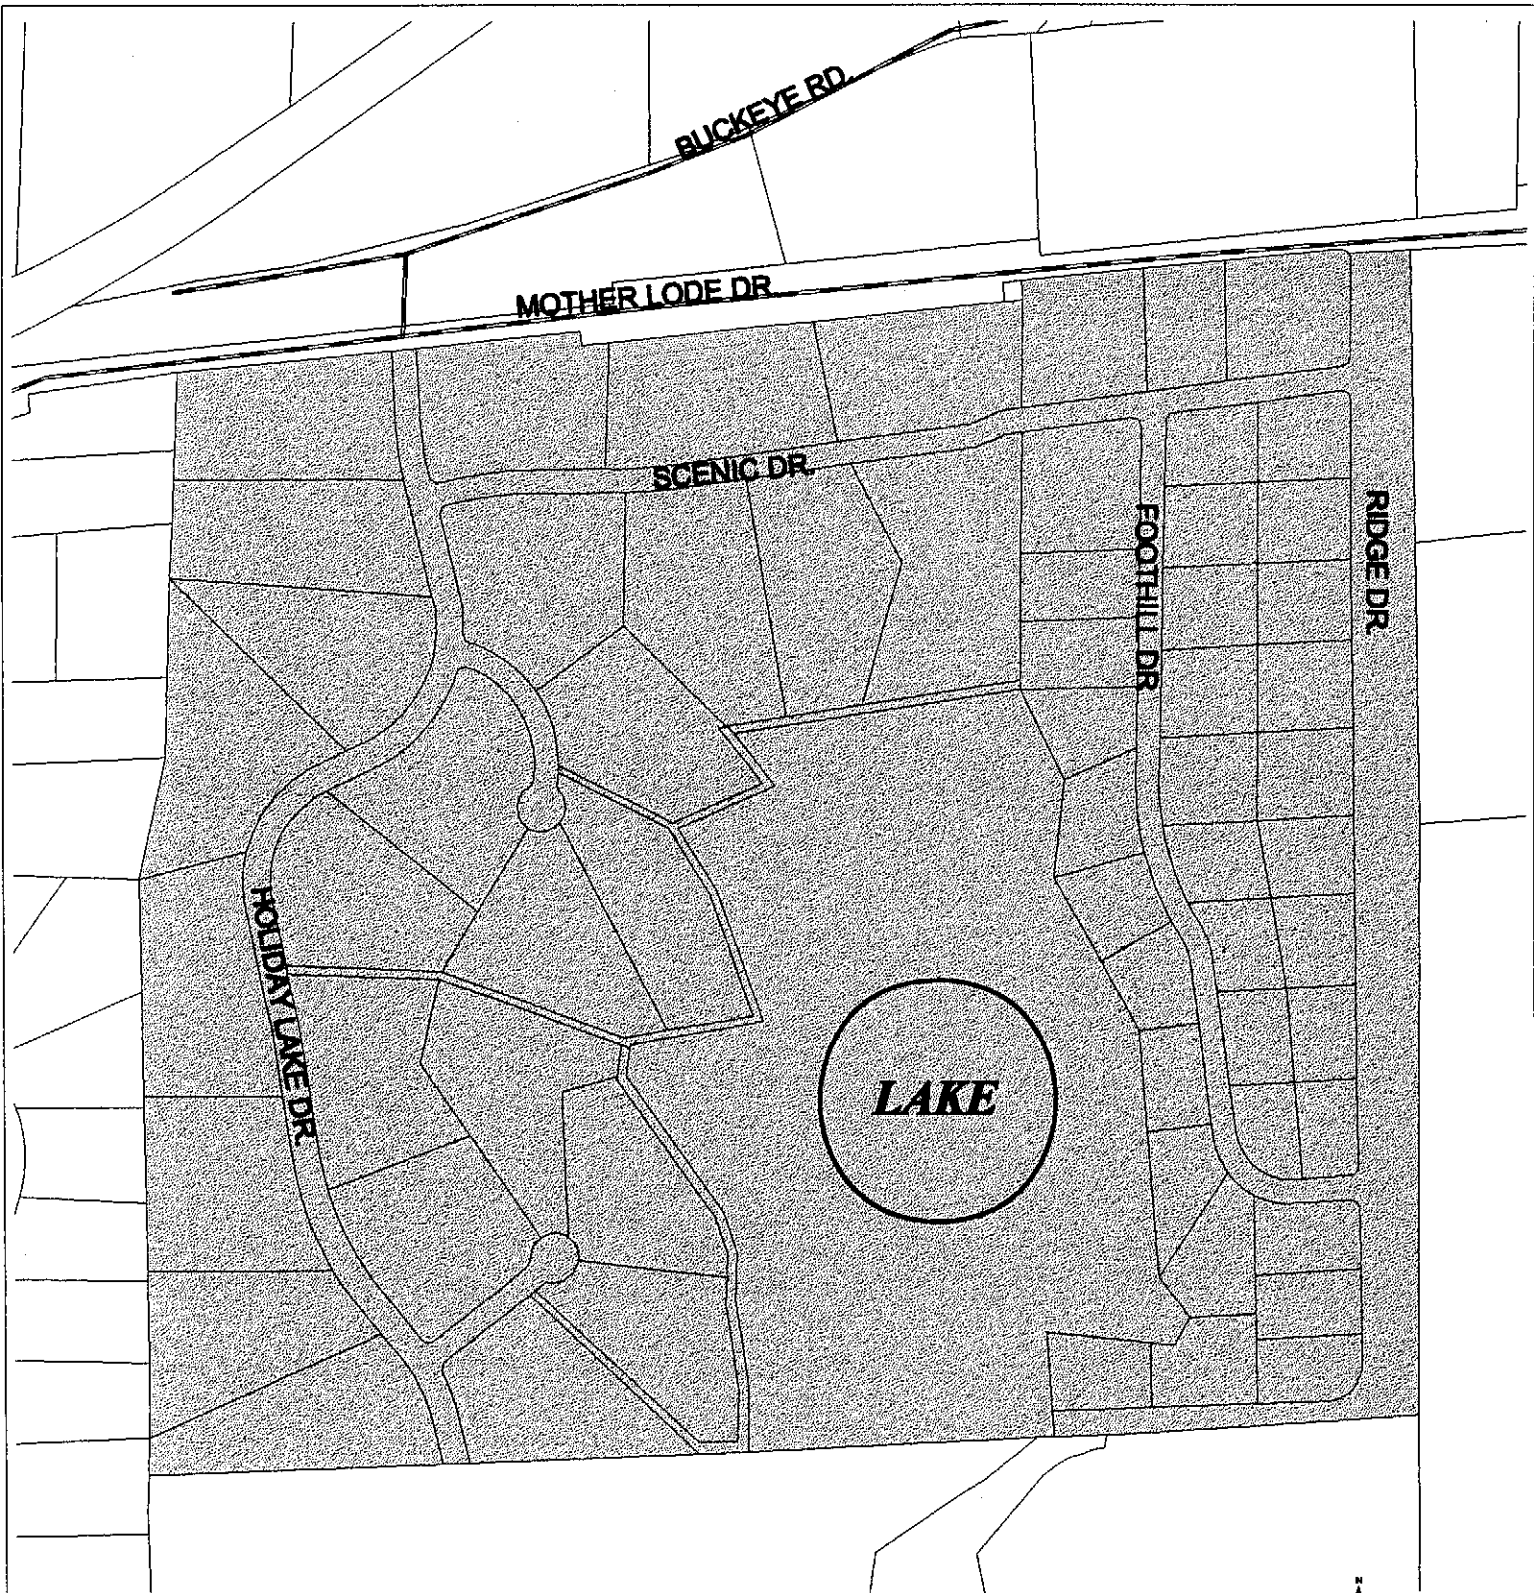 BUCKEYE RD.
MOTHER LODE DR.
SCENIC DR.
FOOTHILL DR
RIDGE DR.
HOLIDAY LAKE DR.
LAKE
N